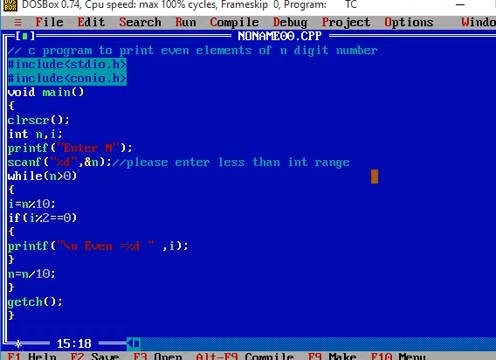 DOSBox 0.74, Cpu speed: max 100% cycles, Frameskip 0, Program: TC
≡ File Edit Search Run Compile Debug Project Options Windo
[■] NONAME00.CPP
// c program to print even elements of n digit number
#include<stdio.h>
#include<conio.h>
void main()
{
clrscr();
int n,i;
printf("Enter N");
scanf("%d",&n);//please enter less than int range
while(n>0)
{
i=n%10;
if(i%2==0)
{
printf("\n Even =%d " ,i);
}
n=n/10;
}
getch();
}
15:18
F1 Help F2 Save F3 Open Alt-F9 Compile F9 Make F10 Menu